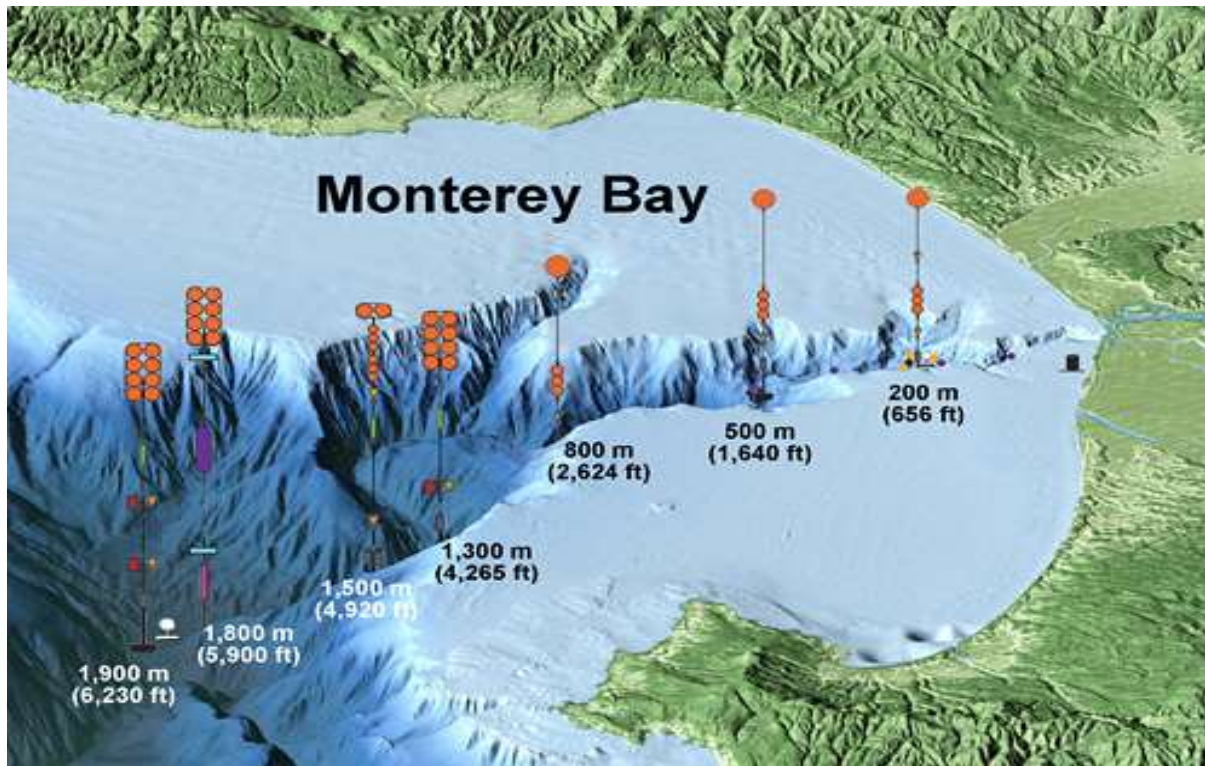 Monterey Bay
200 m
(656 ft)
500 m
(1,640 ft)
800 m
(2,624 ft)
1,300 m
(4,265 ft)
1,500 m
(4,920 ft)
1,800 m
(5,900 ft)
1,900 m
(6,230 ft)